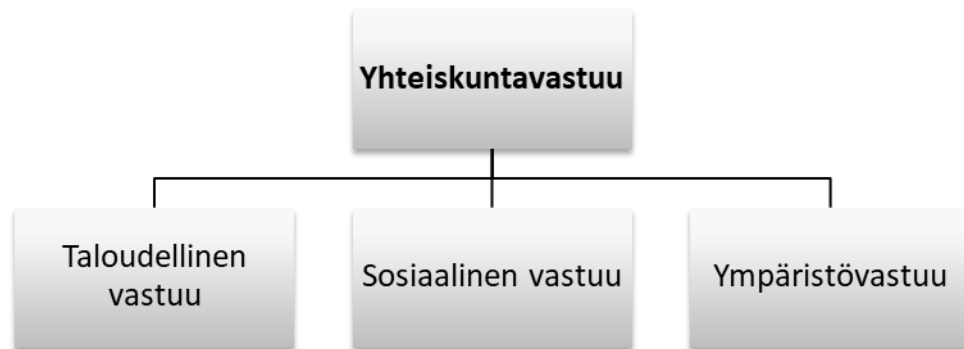 Yhteiskuntavastuu
Taloudellinen
vastuu
Sosiaalinen vastuu
Ympäristövastuu